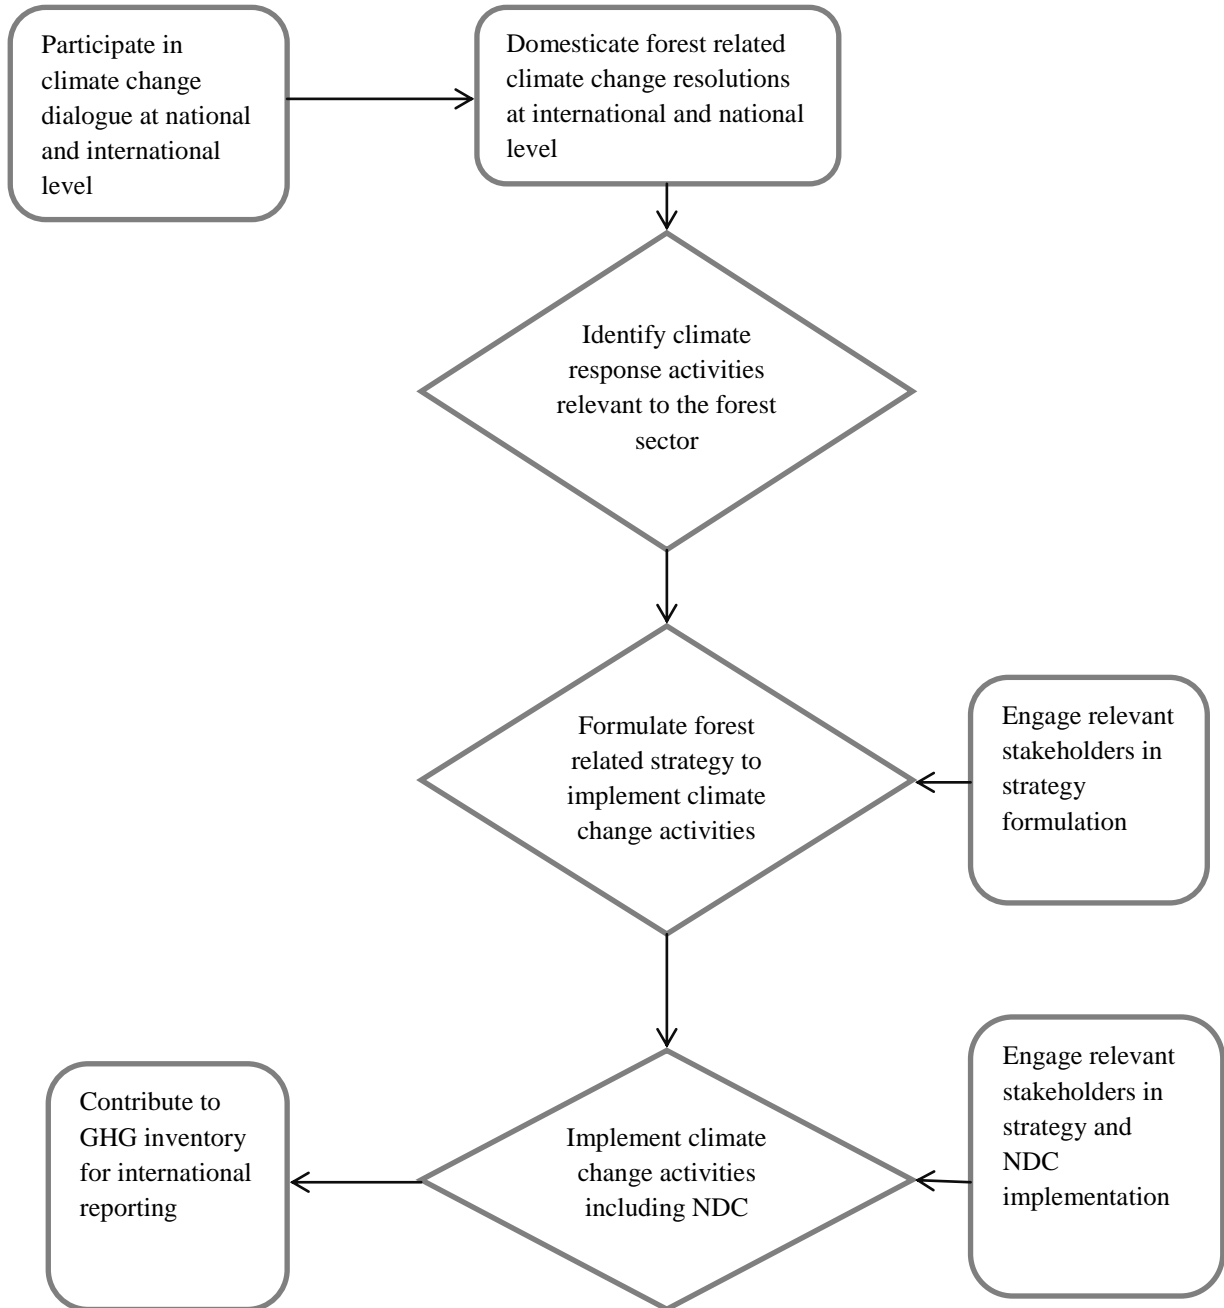 Participate in
climate change
dialogue at national
and international
level
Domesticate forest related
climate change resolutions
at international and national
level
Identify climate
response activities
relevant to the forest
sector
Formulate forest
related strategy to
implement climate
change activities
Engage relevant
stakeholders in
strategy
formulation
Contribute to
GHG inventory
for international
reporting
Implement climate
change activities
including NDC
Engage relevant
stakeholders in
strategy and
NDC
implementation